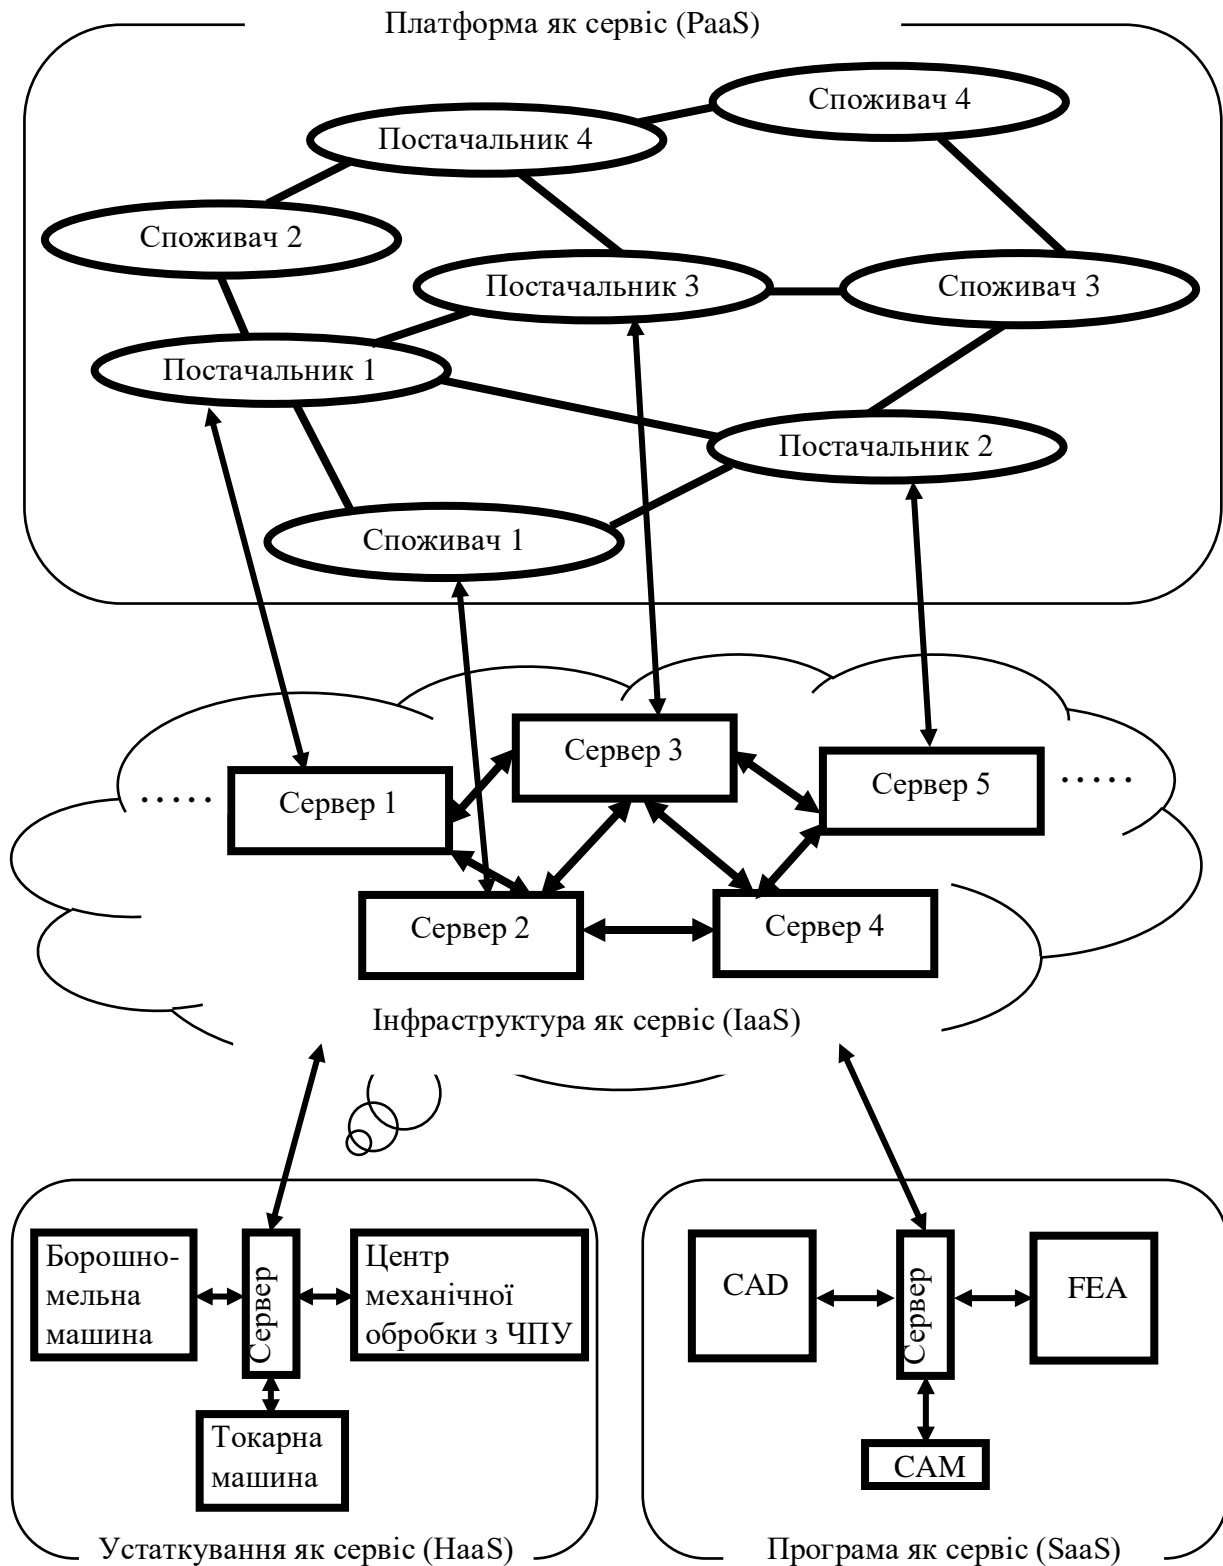 Платформа як сервіс (PaaS)
Споживач 4
Постачальник 4
Споживач 2
Постачальник 3
Споживач 3
Постачальник 1
Постачальник 2
Споживач 1
Сервер 3
Сервер 5
Сервер 1
.....
.....
Сервер 2
Сервер 4
Інфраструктура як сервіс (IaaS)
Борошно-
мельна
машина
Сервер
Центр
механічної
обробки з ЧПУ
Токарна
машина
Устаткування як сервіс (HaaS)
CAD
Сервер
FEA
CAM
Програма як сервіс (SaaS)